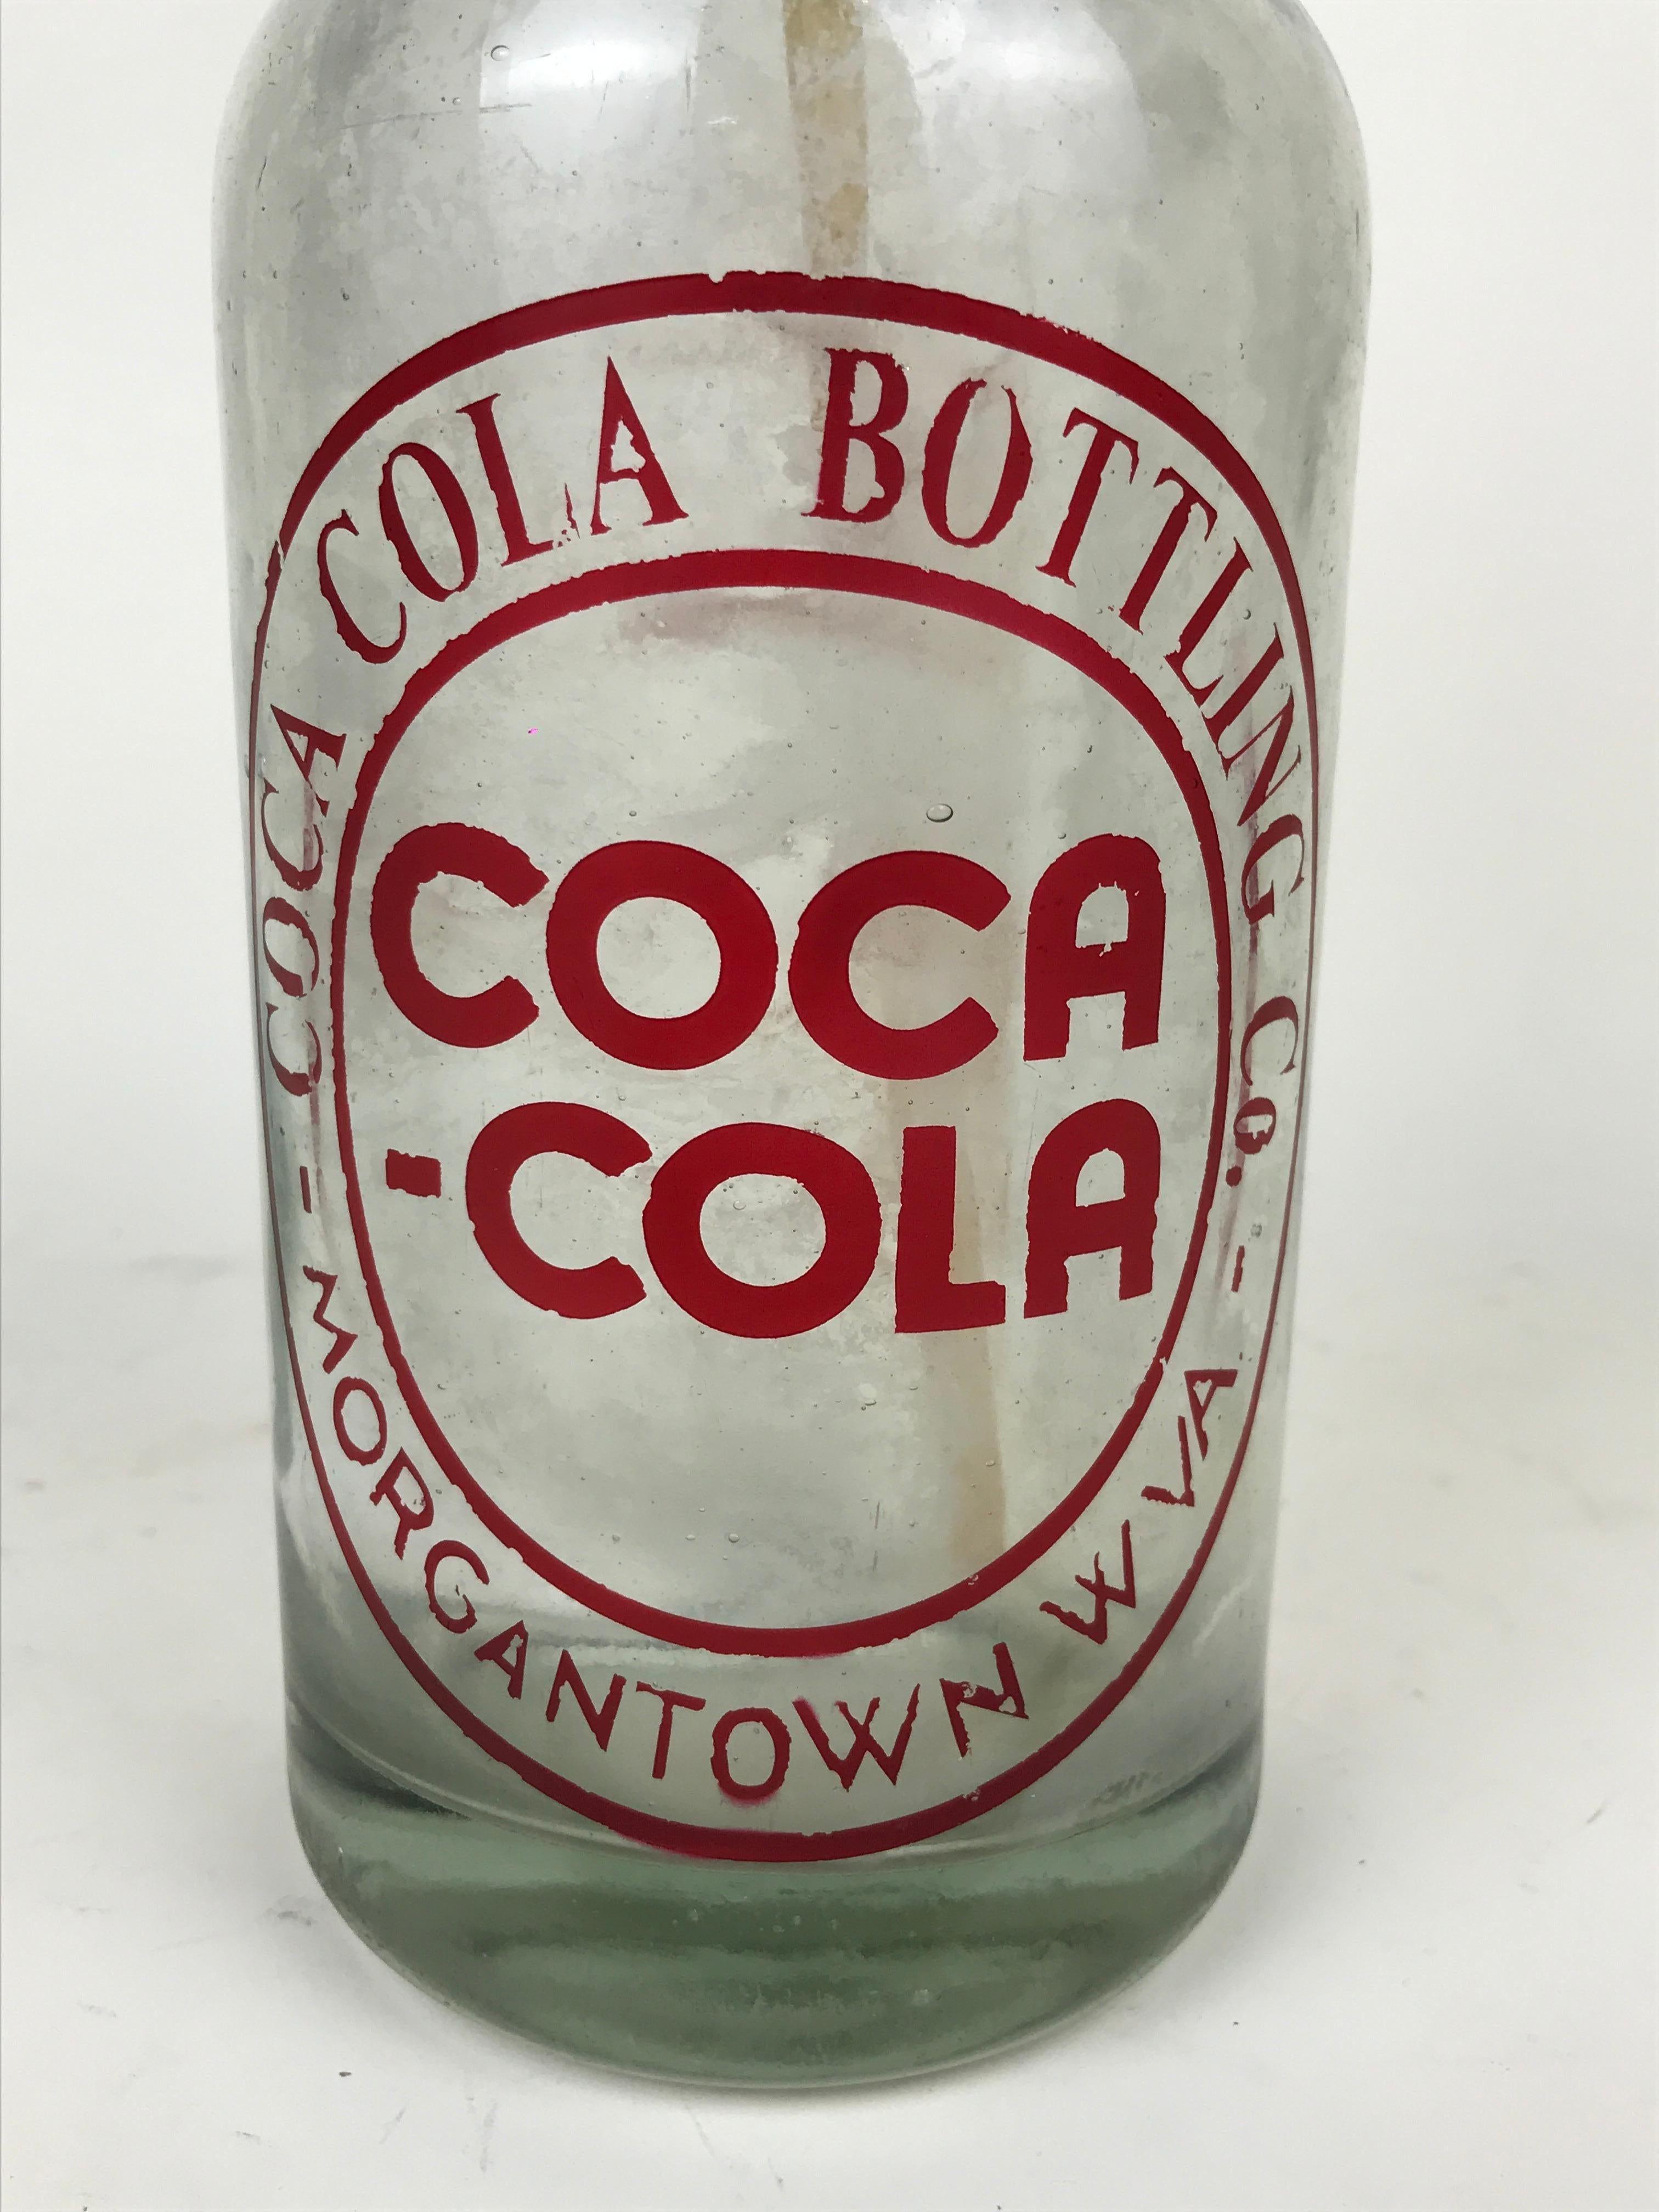 COCA COLA BOTTLING CO.
COCA
-COLA
- MORGANTOWN W VA -